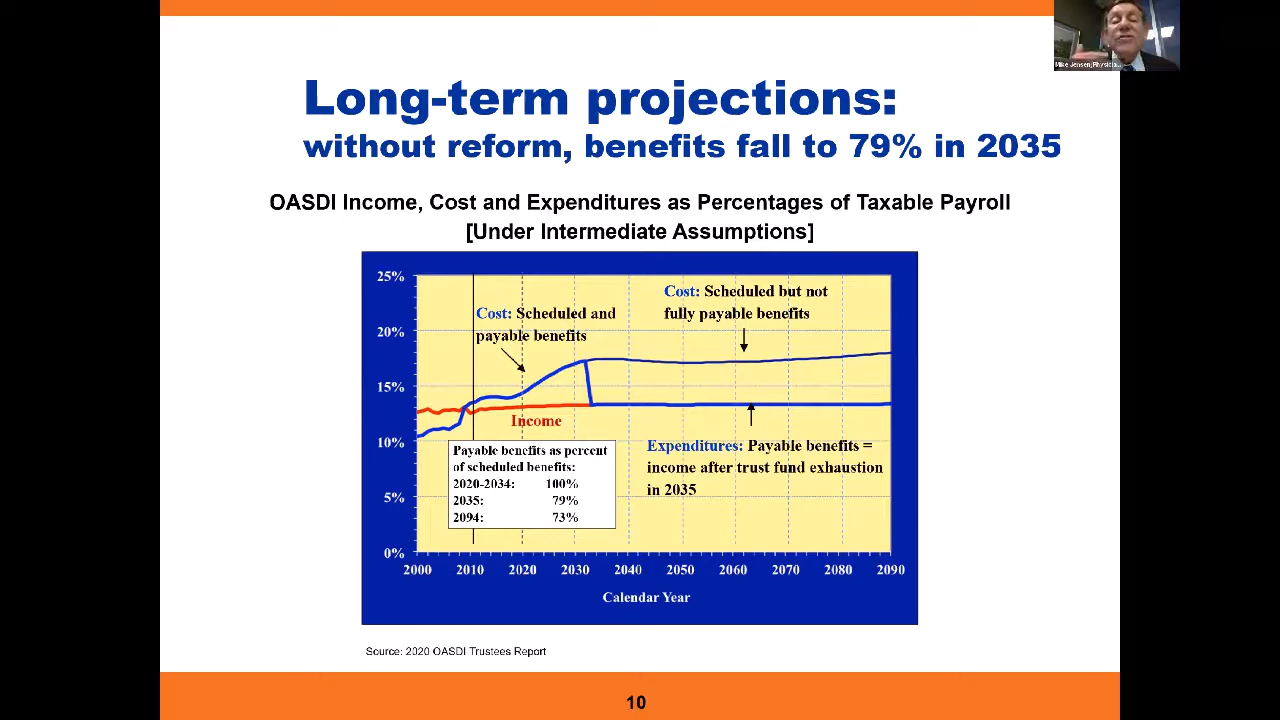 Mike Jensen, Physicia...
Long-term projections:
without reform, benefits fall to 79% in 2035
OASDI Income, Cost and Expenditures as Percentages of Taxable Payroll
[Under Intermediate Assumptions]
25%
20%
15%
10%
5%
0%
Cost: Scheduled and
payable benefits
Cost: Scheduled but not
fully payable benefits
Income
Expenditures: Payable benefits =
income after trust fund exhaustion
in 2035
Payable benefits as percent
of scheduled benefits:
2020-2034: 100%
2035: 79%
2094: 73%
2000 2010 2020 2030 2040 2050 2060 2070 2080 2090
Calendar Year
Source: 2020 OASDI Trustees Report
10